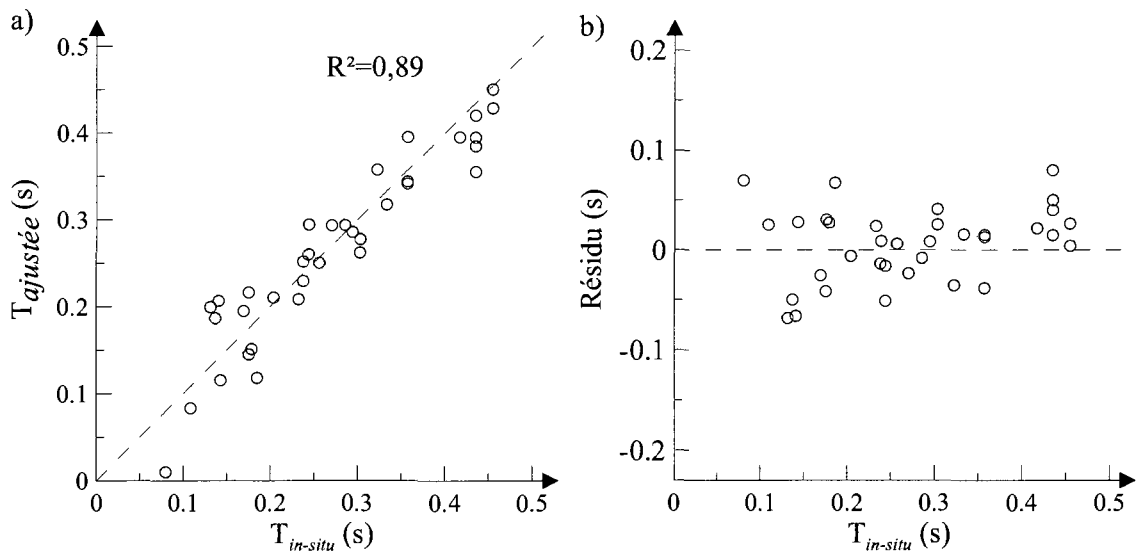 a)
R²=0,89
T ajustée (s)
0.5
0.4
0.3
0.2
0.1
0
0 0.1 0.2 0.3 0.4 0.5
T in-situ (s)
b)
Résidu (s)
0.2
0.1
0
-0.1
-0.2
0 0.1 0.2 0.3 0.4 0.5
T in-situ (s)